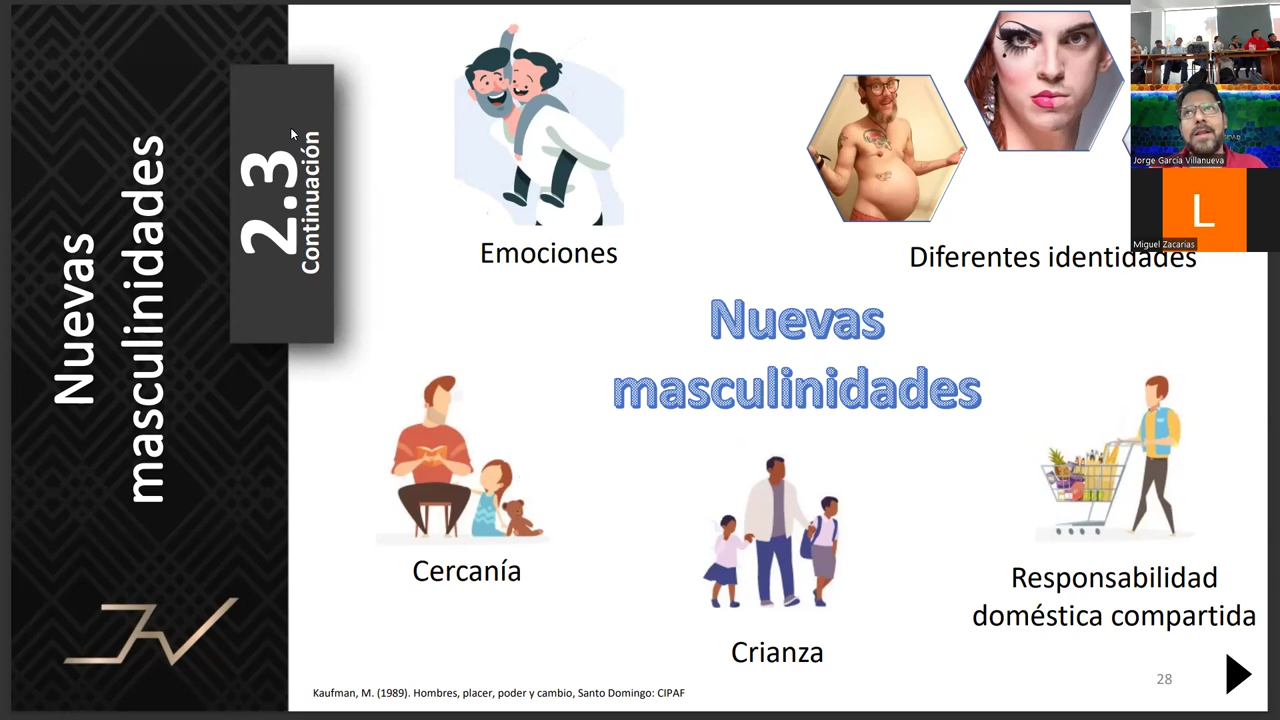 Nuevas
masculinidades
2.3
Continuación
Emociones
Diferentes identidades
Nuevas
masculinidades
Cercanía
Crianza
Responsabilidad
doméstica compartida
Kaufman, M. (1989). Hombres, placer, poder y cambio, Santo Domingo: CIPAF
28
Jorge García Villanueva
L
Miguel Zacarias